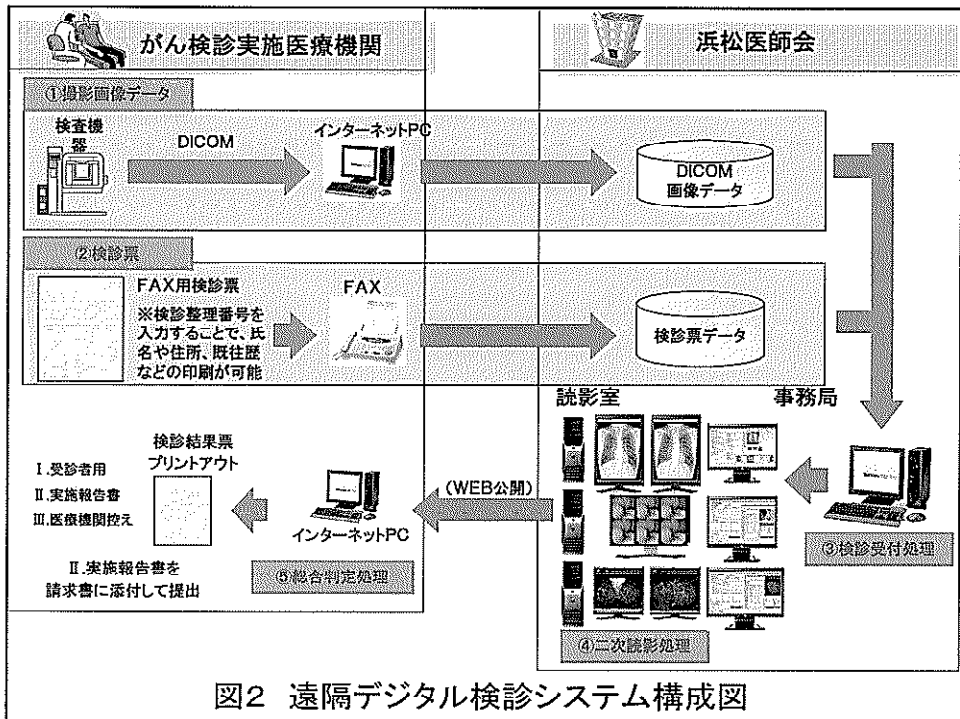 がん検診実施医療機関
浜松医師会
①撮影画像データ
検査機
器
DICOM
インターネットPC
DICOM
画像データ
②検診票
FAX用検診票
※検診整理番号を
入力することで、氏
名や住所、既往歴
などの印刷が可能
FAX
検診票データ
読影室
事務局
③検診受付処理
④二次読影処理
(WEB公開)
インターネットPC
⑤総合判定処理
検診結果票
プリントアウト
Ⅰ.受診者用
Ⅱ.実施報告書
Ⅲ.医療機関控え
Ⅱ.実施報告書を
請求書に添付して提出
図2 遠隔デジタル検診システム構成図